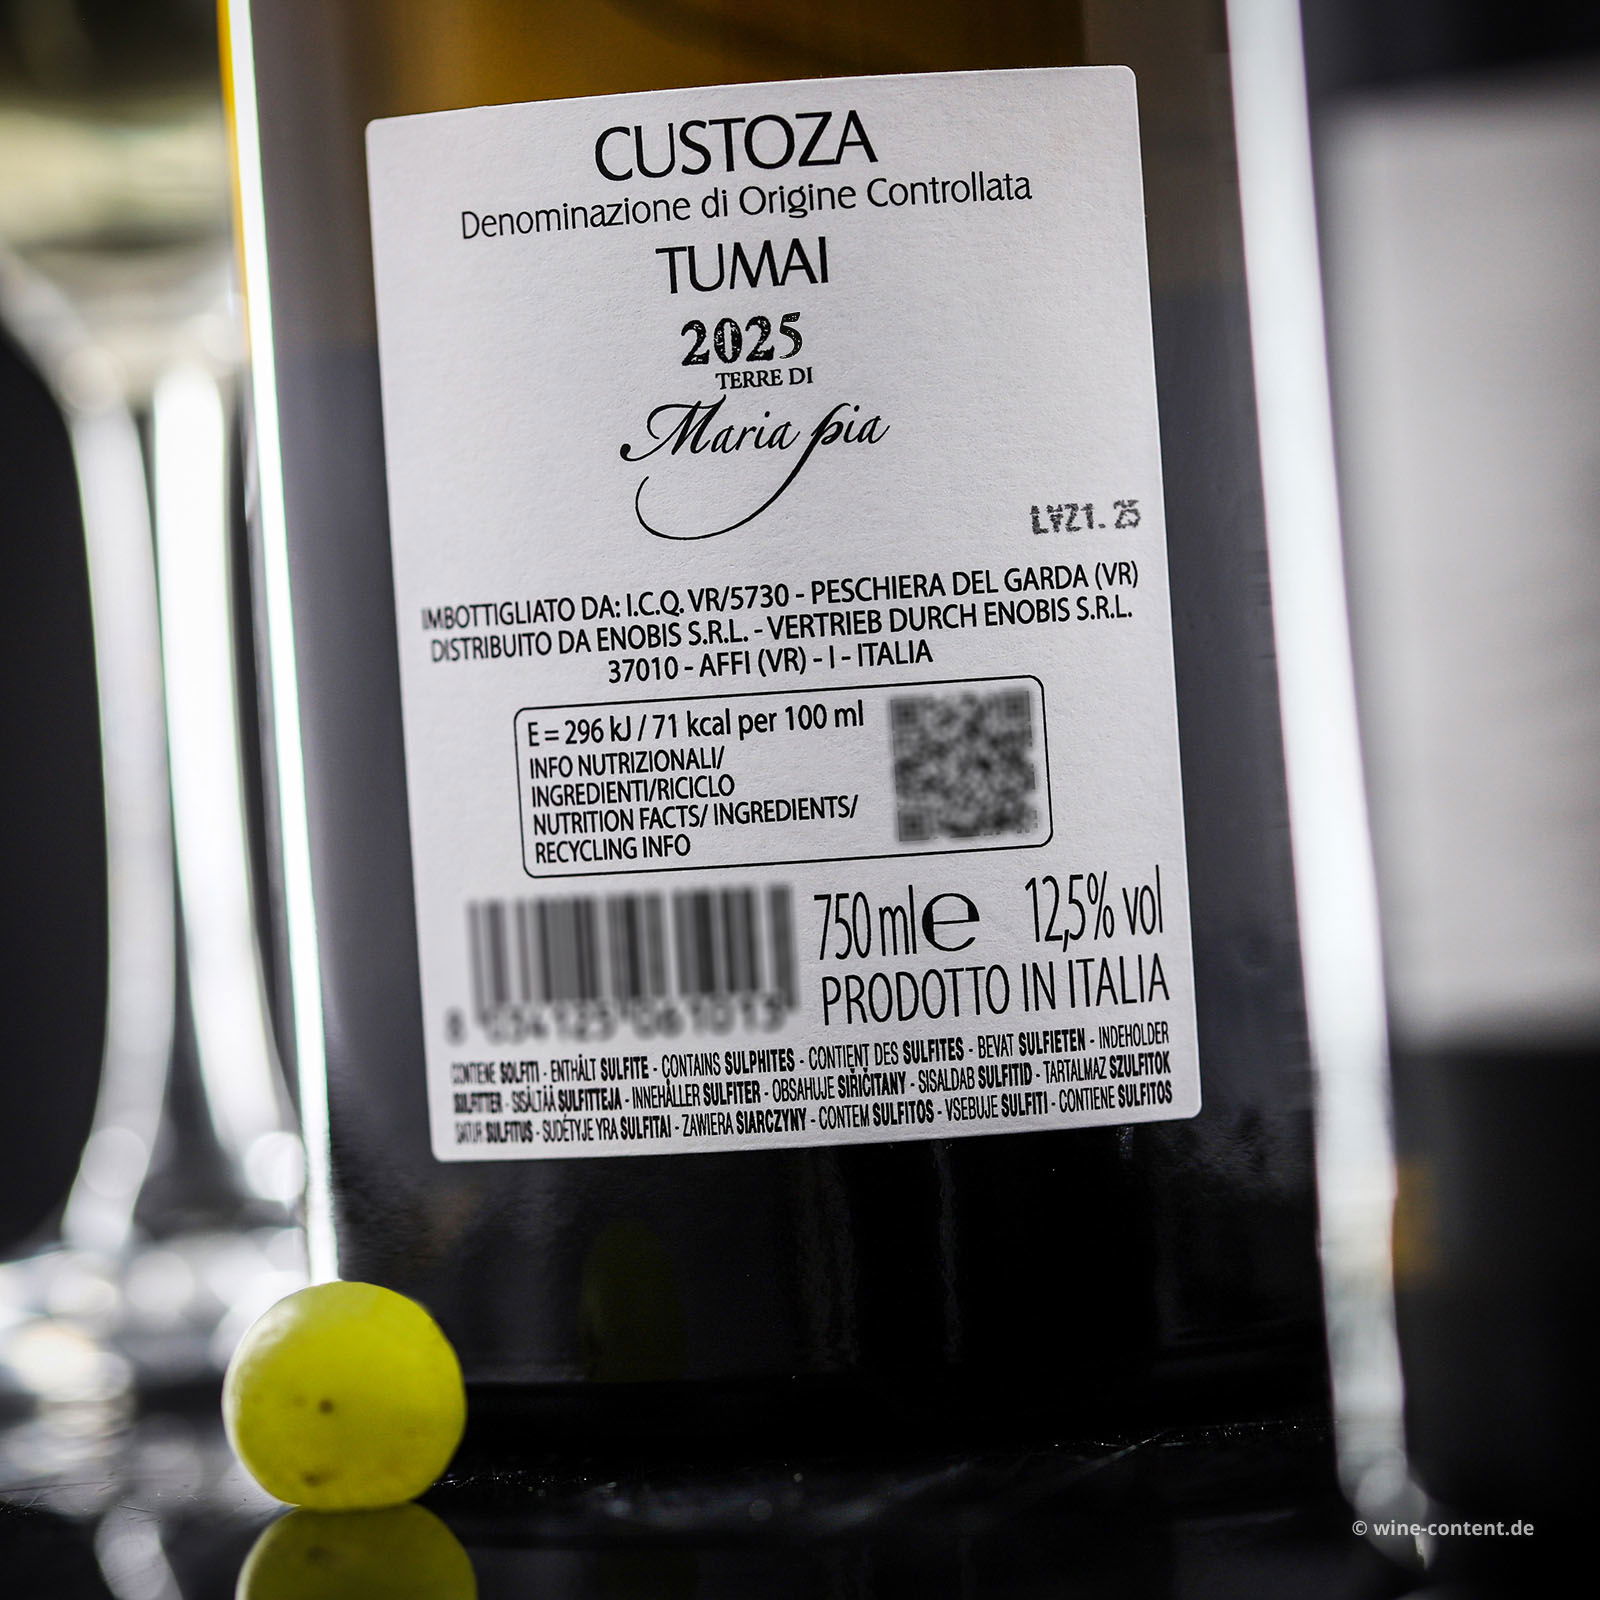 CUSTOZA
Denominazione di Origine Controllata
TUMAI
2025
TERRE DI
Maria pia
IMBOTTIGLIATO DA: I.C.Q. VR/5730 - PESCHIERA DEL GARDA (VR)
DISTRIBUITO DA ENOBIS S.R.L. - VERTRIEB DURCH ENOBIS S.R.L.
37010 - AFFI (VR) - I - ITALIA
E = 296 kJ / 71 kcal per 100 ml
INFO NUTRIZIONALI/
INGREDIENTI/RICICLO
NUTRITION FACTS/ INGREDIENTS/
RECYCLING INFO
750 ml e 12,5% vol
PRODOTTO IN ITALIA
CONTIENE SOLFITI - ENTHÄLT SULFITE - CONTAINS SULPHITES - CONTIENT DES SULFITES - BEVAT SULFIETEN - INDEHOLDER
SULFITTER - SISÄLTÄÄ SULFITTEJA - INNEHÅLLER SULFITER - OBSAHUJE SIŘIČITANY - SISALDAB SULFITID - TARTALMAZ SZULFITOK
SATUR SULFITUS - SUDĖTYJE YRA SULFITAI - ZAWIERA SIARCZYNY - CONTEM SULFITOS - VSEBUJE SULFITI - CONTIENE SULFITOS
© wine-content.de